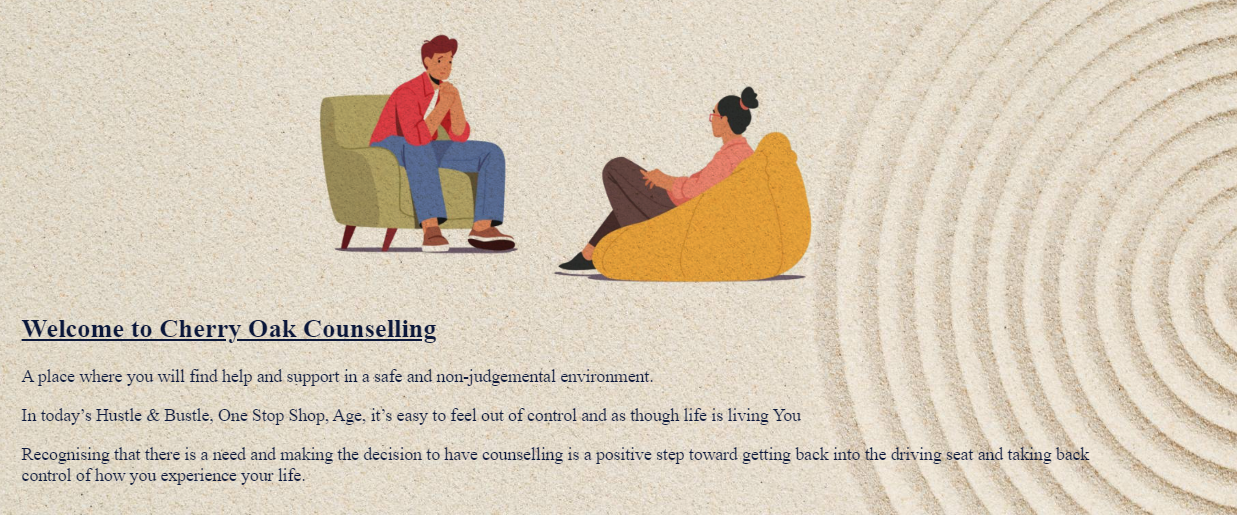 Welcome to Cherry Oak Counselling
A place where you will find help and support in a safe and non-judgemental environment.
In today’s Hustle & Bustle, One Stop Shop, Age, it’s easy to feel out of control and as though life is living You
Recognising that there is a need and making the decision to have counselling is a positive step toward getting back into the driving seat and taking back
control of how you experience your life.